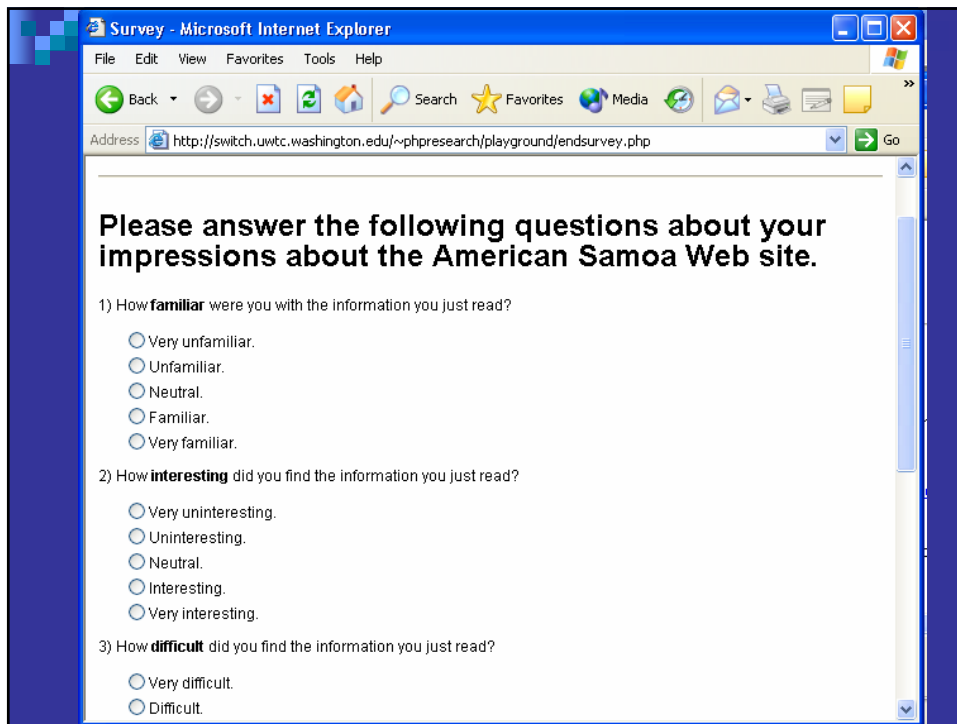 Survey - Microsoft Internet Explorer
File Edit View Favorites Tools Help
Back Search Favorites Media »
Address http://switch.uwtc.washington.edu/~phpresearch/playground/endsurvey.php Go
Please answer the following questions about your
impressions about the American Samoa Web site.
1) How familiar were you with the information you just read?
Very unfamiliar.
Unfamiliar.
Neutral.
Familiar.
Very familiar.
2) How interesting did you find the information you just read?
Very uninteresting.
Uninteresting.
Neutral.
Interesting.
Very interesting.
3) How difficult did you find the information you just read?
Very difficult.
Difficult.